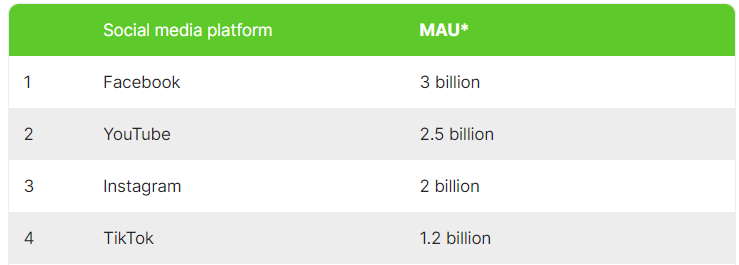 Social media platform MAU*
1 Facebook 3 billion
2 YouTube 2.5 billion
3 Instagram 2 billion
4 TikTok 1.2 billion